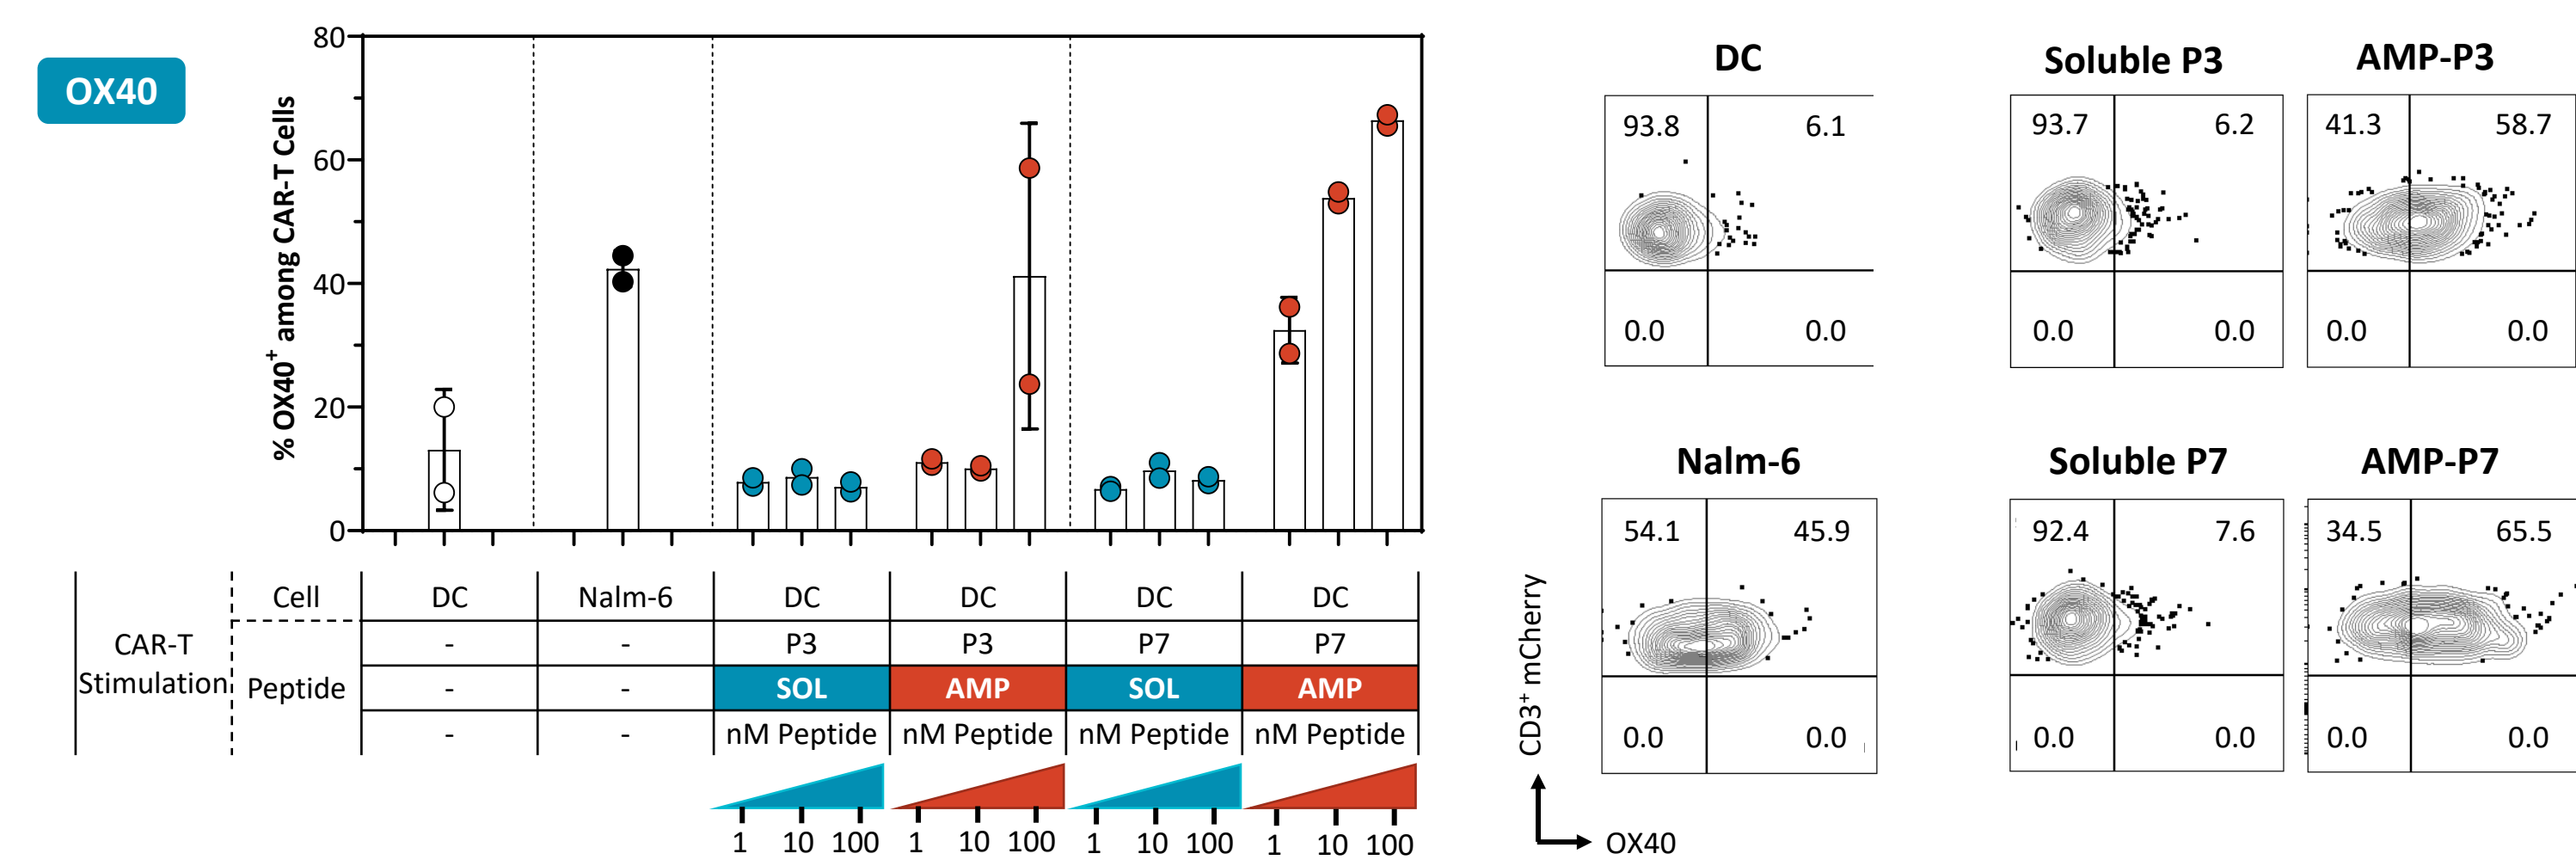 OX40
% OX40+ among CAR-T Cells
80
60
40
20
0
CAR-T
Stimulation
Cell
DC
Nalm-6
DC
DC
DC
DC
Peptide
-
-
P3
P3
P7
P7
-
-
SOL
AMP
SOL
AMP
-
-
nM Peptide
nM Peptide
nM Peptide
nM Peptide
1 10 100
1 10 100
1 10 100
1 10 100
DC
93.8 6.1
0.0 0.0
Soluble P3
93.7 6.2
0.0 0.0
AMP-P3
41.3 58.7
0.0 0.0
Nalm-6
54.1 45.9
0.0 0.0
Soluble P7
92.4 7.6
0.0 0.0
AMP-P7
34.5 65.5
0.0 0.0
CD3+ mCherry
OX40